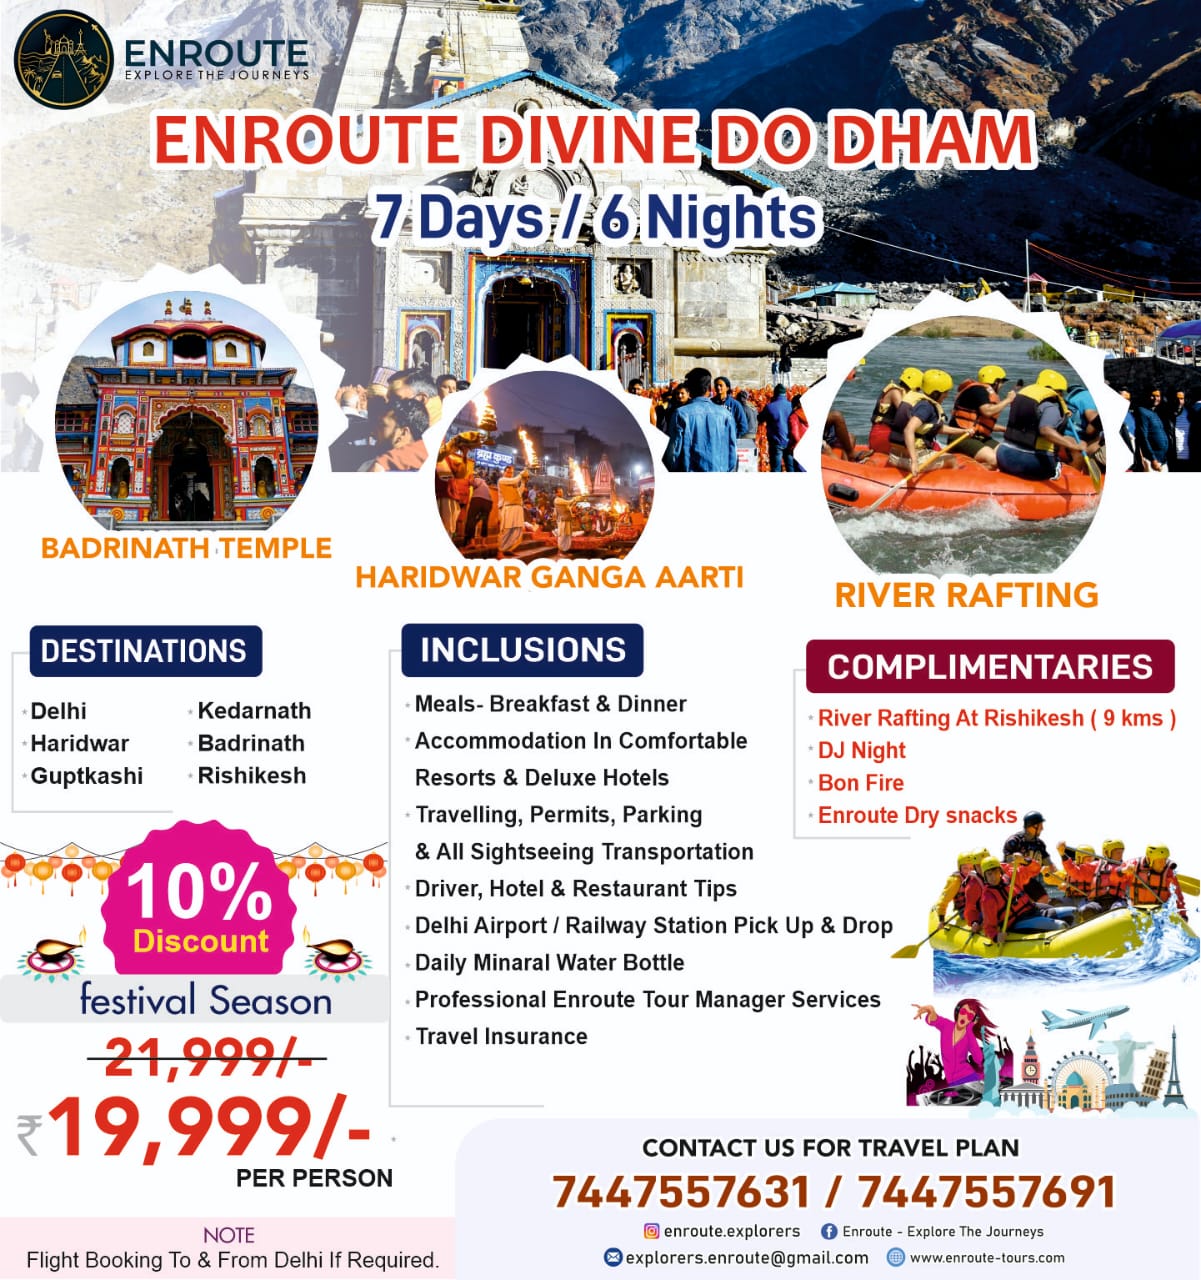 ENROUTE
EXPLORE THE JOURNEYS
ENROUTE DIVINE DO DHAM
7 Days / 6 Nights
ब्रह्म कुण्ड
BADRINATH TEMPLE
HARIDWAR GANGA AARTI
RIVER RAFTING
DESTINATIONS
Delhi
Haridwar
Guptkashi
Kedarnath
Badrinath
Rishikesh
INCLUSIONS
Meals- Breakfast & Dinner
Accommodation In Comfortable
Resorts & Deluxe Hotels
Travelling, Permits, Parking
& All Sightseeing Transportation
Driver, Hotel & Restaurant Tips
Delhi Airport / Railway Station Pick Up & Drop
Daily Minaral Water Bottle
Professional Enroute Tour Manager Services
Travel Insurance
COMPLIMENTARIES
River Rafting At Rishikesh ( 9 kms )
DJ Night
Bon Fire
Enroute Dry snacks
10%
Discount
festival Season
21,999/-
₹19,999/- *
PER PERSON
NOTE
Flight Booking To & From Delhi If Required.
CONTACT US FOR TRAVEL PLAN
7447557631 / 7447557691
enroute.explorers
Enroute - Explore The Journeys
explorers.enroute@gmail.com
www.enroute-tours.com